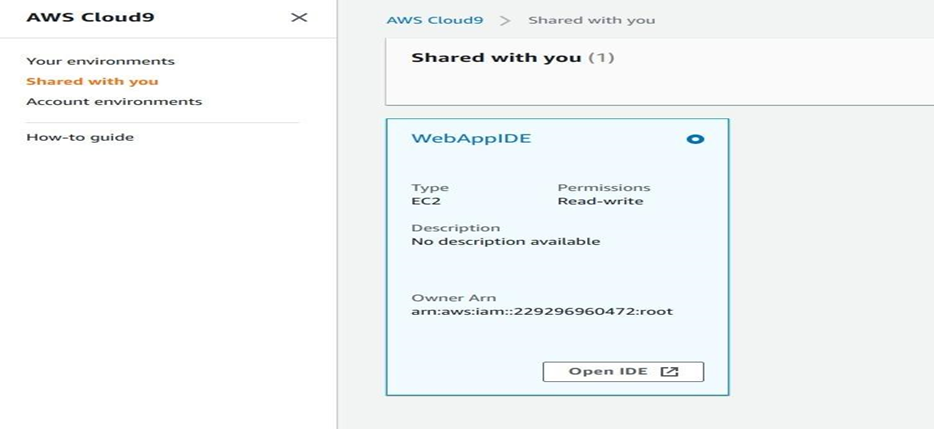 AWS Cloud9
Your environments
Shared with you
Account environments
How-to guide
AWS Cloud9 > Shared with you
Shared with you (1)
WebAppIDE
Type Permissions
EC2 Read-write
Description
No description available
Owner Arn
arn:aws:iam::229296960472:root
Open IDE